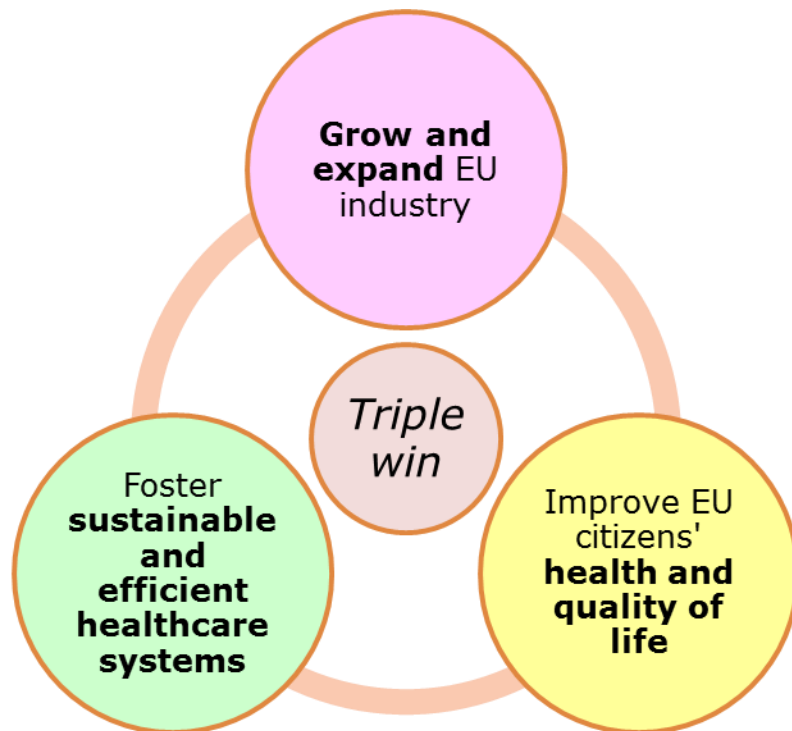 Grow and
expand EU
industry
Triple
win
Foster
sustainable
and
efficient
healthcare
systems
Improve EU
citizens'
health and
quality of
life